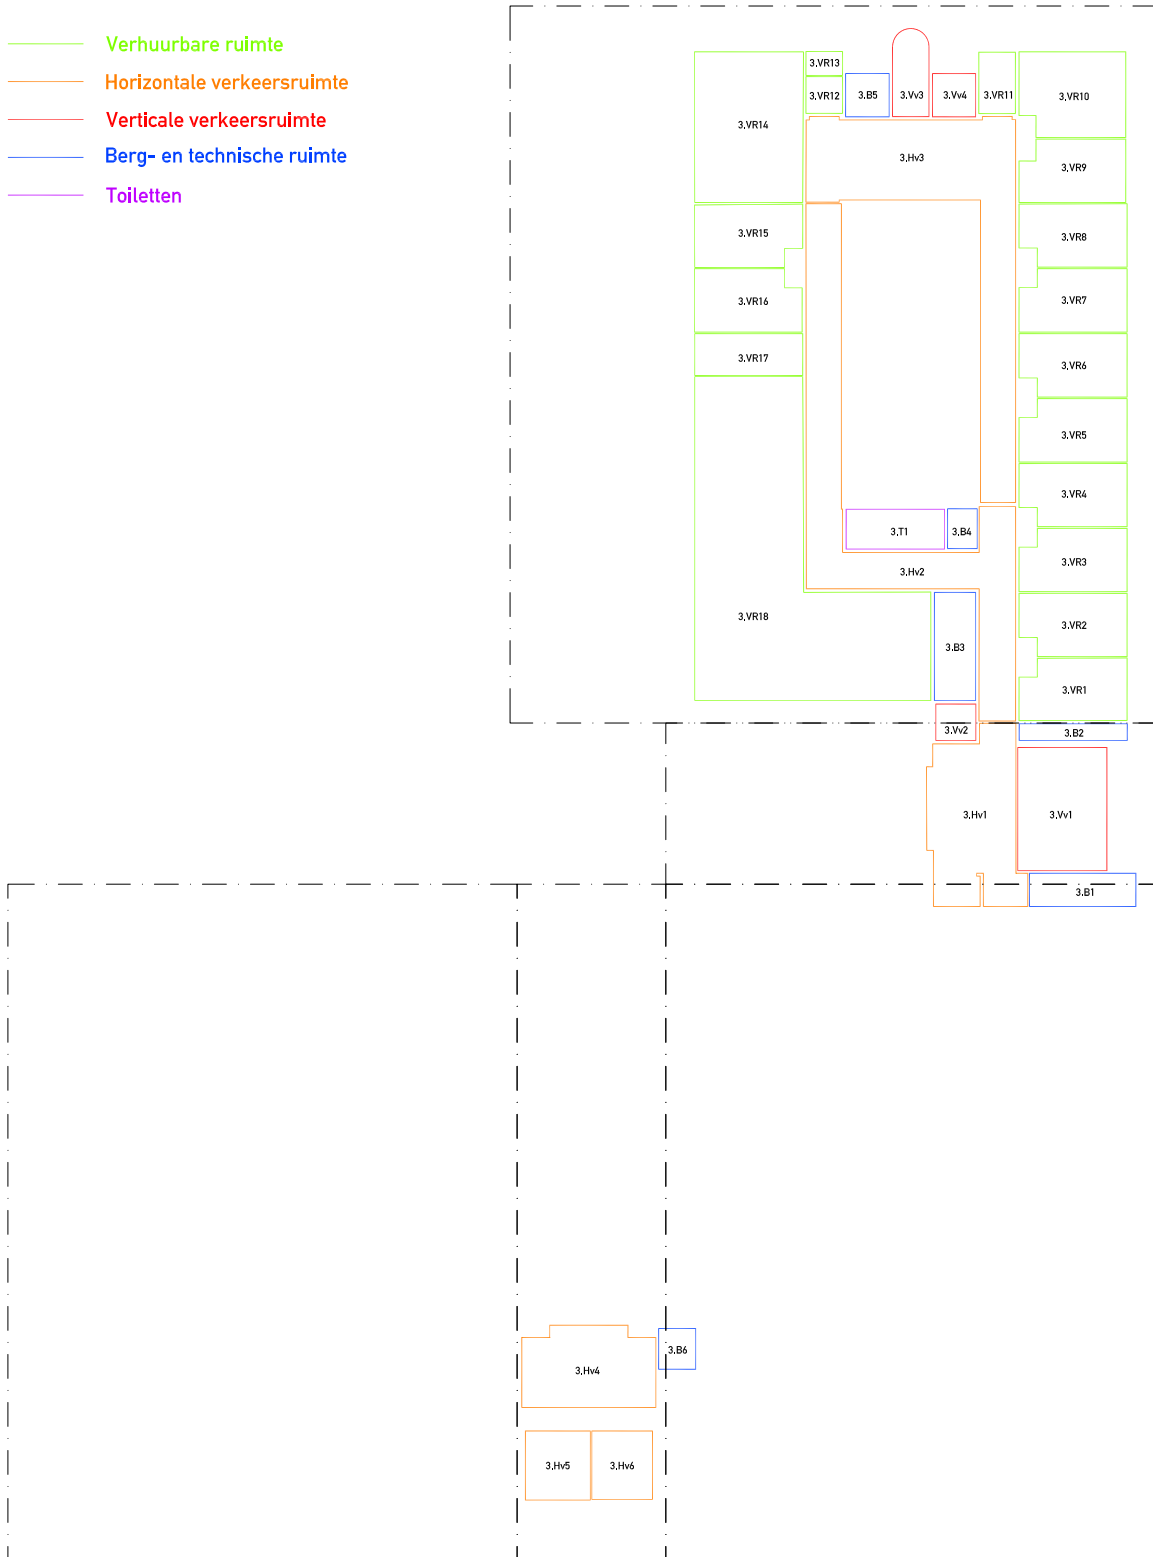 Verhuurbare ruimte
Horizontale verkeersruimte
Verticale verkeersruimte
Berg- en technische ruimte
Toiletten
3.VR13
3.VR12
3.B5
3.Vv3
3.Vv4
3.VR11
3.VR10
3.VR14
3.Hv3
3.VR9
3.VR15
3.VR8
3.VR16
3.VR7
3.VR17
3.VR6
3.VR5
3.VR4
3.T1
3.B4
3.VR3
3.Hv2
3.VR18
3.VR2
3.B3
3.VR1
3.Vv2
3.B2
3.Hv1
3.Vv1
3.B1
3.B6
3.Hv4
3.Hv5
3.Hv6